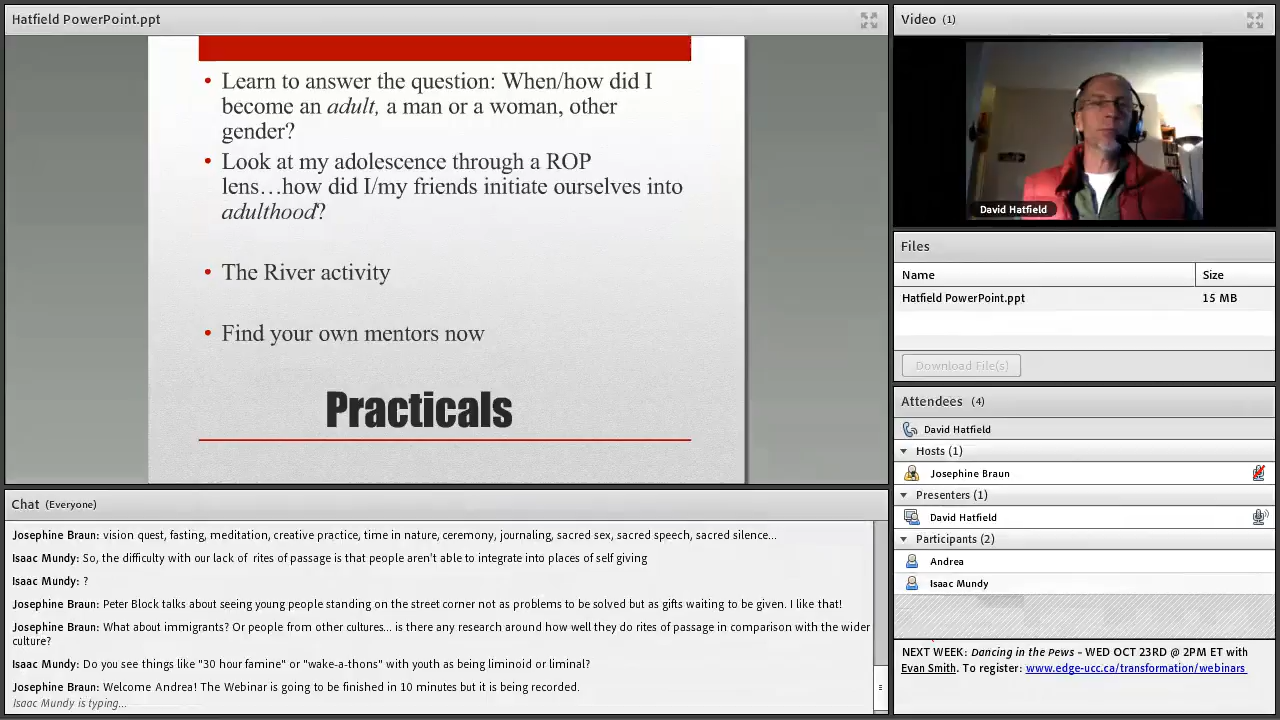 Hatfield PowerPoint.ppt
• Learn to answer the question: When/how did I
become an adult, a man or a woman, other
gender?
• Look at my adolescence through a ROP
lens…how did I/my friends initiate ourselves into
adulthood?
• The River activity
• Find your own mentors now
Practicals
Chat (Everyone)
Josephine Braun: vision quest, fasting, meditation, creative practice, time in nature, ceremony, journaling, sacred sex, sacred speech, sacred silence...
Isaac Mundy: So, the difficulty with our lack of rites of passage is that people aren't able to integrate into places of self giving
Isaac Mundy: ?
Josephine Braun: Peter Block talks about seeing young people standing on the street corner not as problems to be solved but as gifts waiting to be given. I like that!
Josephine Braun: What about immigrants? Or people from other cultures... is there any research around how well they do rites of passage in comparison with the wider
culture?
Isaac Mundy: Do you see things like "30 hour famine" or "wake-a-thons" with youth as being liminoid or liminal?
Josephine Braun: Welcome Andrea! The Webinar is going to be finished in 10 minutes but it is being recorded.
Isaac Mundy is typing...
Video (1)
David Hatfield
Files
Name Size
Hatfield PowerPoint.ppt 15 MB
Download File(s)
Attendees (4)
David Hatfield
Hosts (1)
Josephine Braun
Presenters (1)
David Hatfield
Participants (2)
Andrea
Isaac Mundy
NEXT WEEK: Dancing in the Pews - WED OCT 23RD @ 2PM ET with
Evan Smith. To register: www.edge-ucc.ca/transformation/webinars